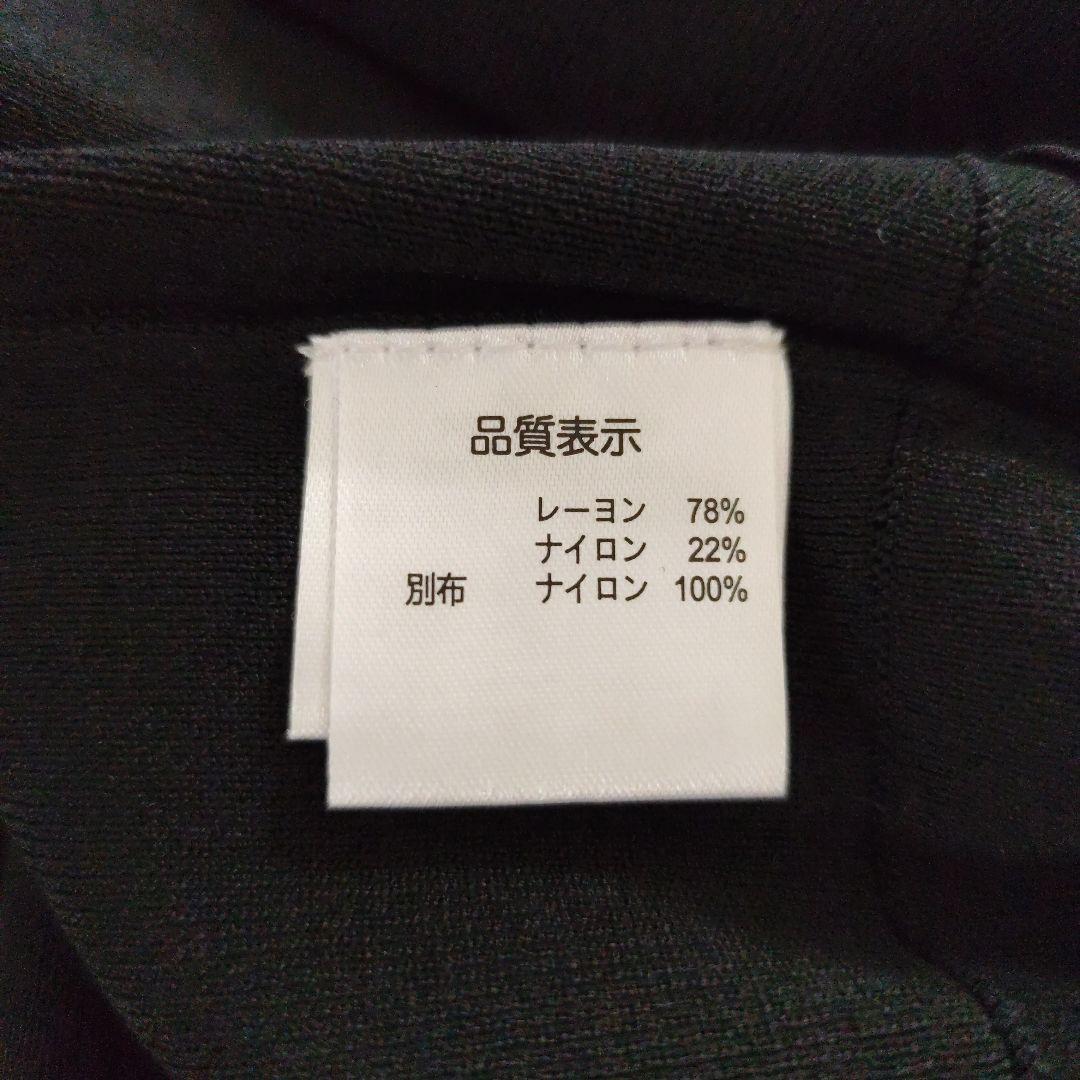 品質表示
レーヨン 78%
ナイロン 22%
別布 ナイロン 100%